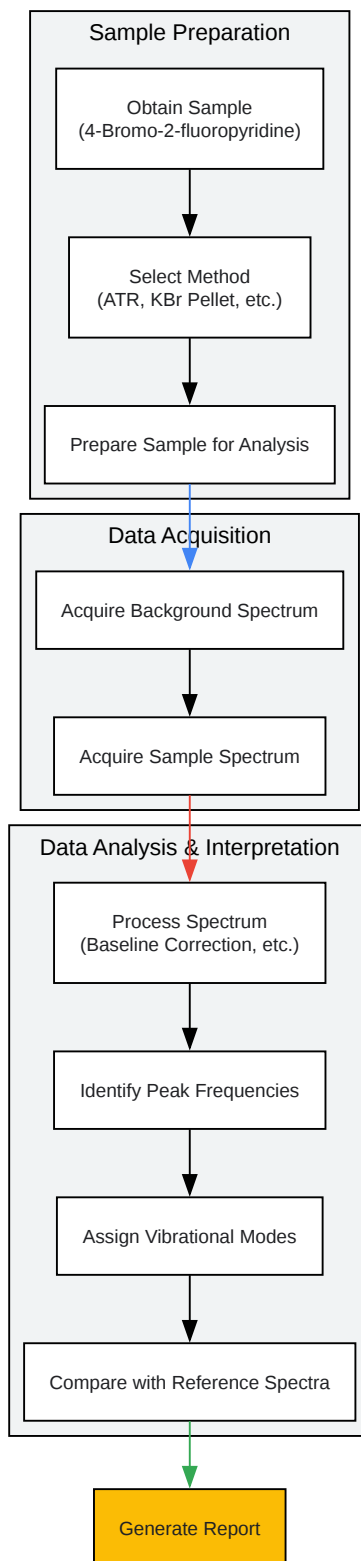 Sample Preparation
Obtain Sample
(4-Bromo-2-fluoropyridine)
Select Method
(ATR, KBr Pellet, etc.)
Prepare Sample for Analysis
Data Acquisition
Acquire Background Spectrum
Acquire Sample Spectrum
Data Analysis & Interpretation
Process Spectrum
(Baseline Correction, etc.)
Identify Peak Frequencies
Assign Vibrational Modes
Compare with Reference Spectra
Generate Report